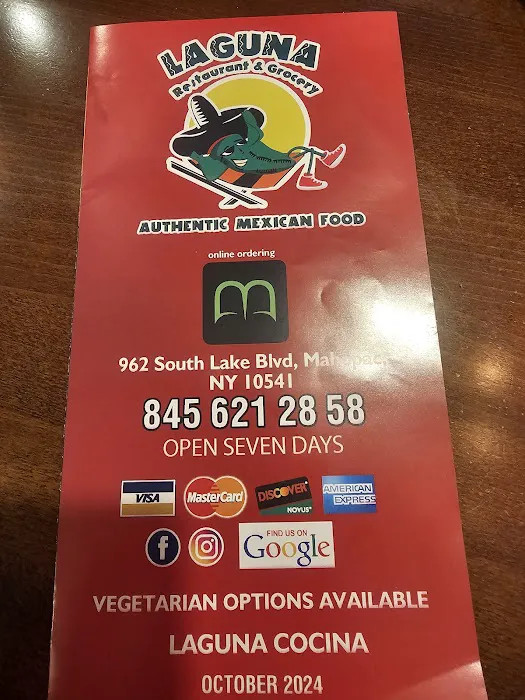 LAGUNA
Restaurant & Grocery
AUTHENTIC MEXICAN FOOD
online ordering
m
962 South Lake Blvd,
NY 10541
845 621 28 58
OPEN SEVEN DAYS
VISA MasterCard DISCOVER NOVUS AMERICAN EXPRESS
f FIND US ON Google
VEGETARIAN OPTIONS AVAILABLE
LAGUNA COCINA
OCTOBER 2024